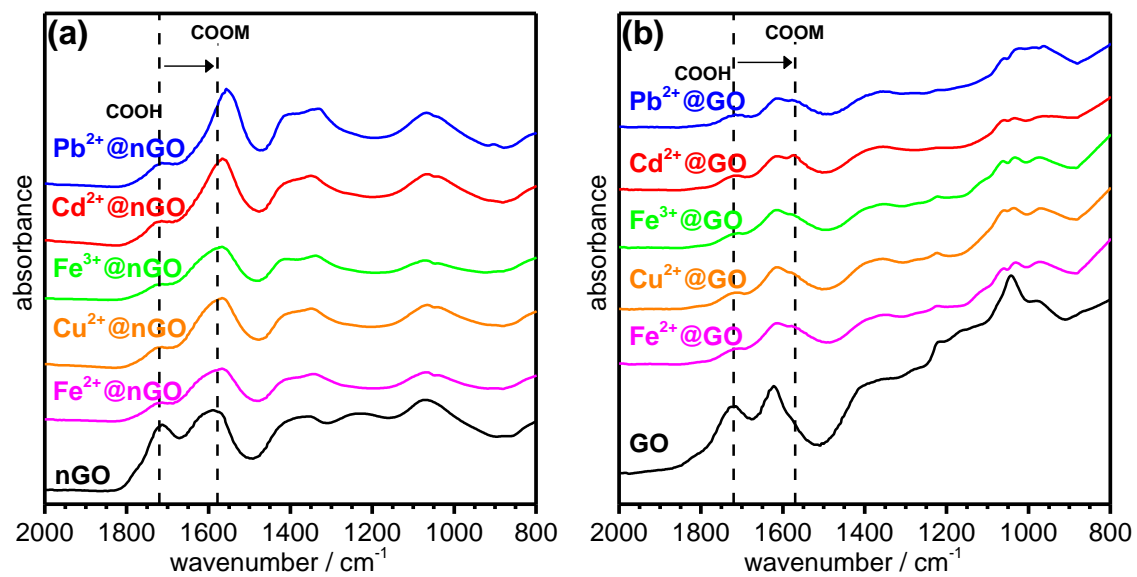 (a)
COOM
COOH
Pb²⁺@nGO
Cd²⁺@nGO
Fe³⁺@nGO
Cu²⁺@nGO
Fe²⁺@nGO
nGO
absorbance
2000 1800 1600 1400 1200 1000 800
wavenumber / cm⁻¹
(b)
COOM
COOH
Pb²⁺@GO
Cd²⁺@GO
Fe³⁺@GO
Cu²⁺@GO
Fe²⁺@GO
GO
absorbance
2000 1800 1600 1400 1200 1000 800
wavenumber / cm⁻¹